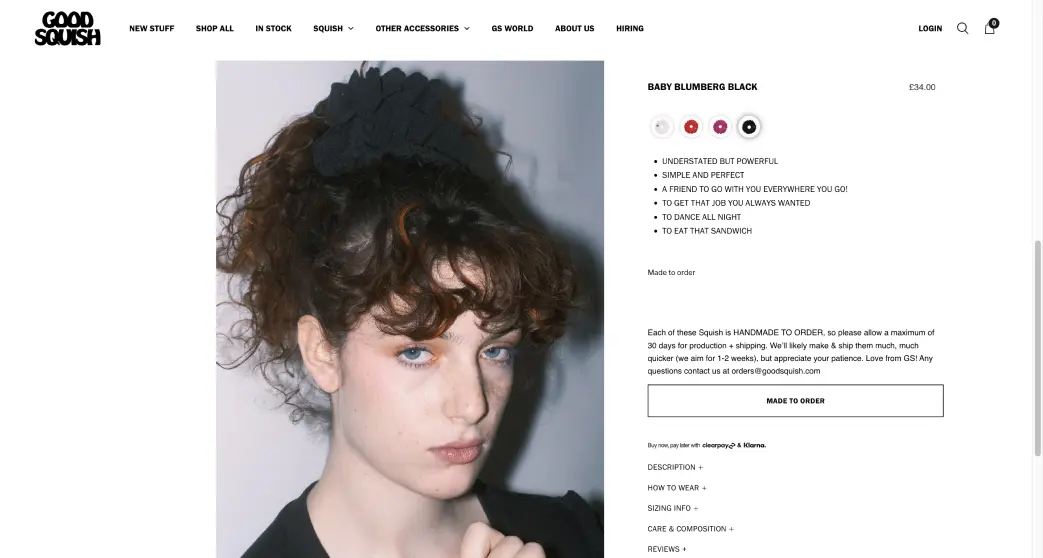 GOOD
SQUISH
NEW STUFF
SHOP ALL
IN STOCK
SQUISH
OTHER ACCESSORIES
GS WORLD
ABOUT US
HIRING
LOGIN
0
BABY BLUMBERG BLACK
£34.00
UNDERSTATED BUT POWERFUL
SIMPLE AND PERFECT
A FRIEND TO GO WITH YOU EVERYWHERE YOU GO!
TO GET THAT JOB YOU ALWAYS WANTED
TO DANCE ALL NIGHT
TO EAT THAT SANDWICH
Made to order
Each of these Squish is HANDMADE TO ORDER, so please allow a maximum of
30 days for production + shipping. We'll likely make & ship them much, much
quicker (we aim for 1-2 weeks), but appreciate your patience. Love from GS! Any
questions contact us at orders@goodsquish.com
MADE TO ORDER
Buy now, pay later with clearpay & Klarna.
DESCRIPTION +
HOW TO WEAR +
SIZING INFO +
CARE & COMPOSITION +
REVIEWS +